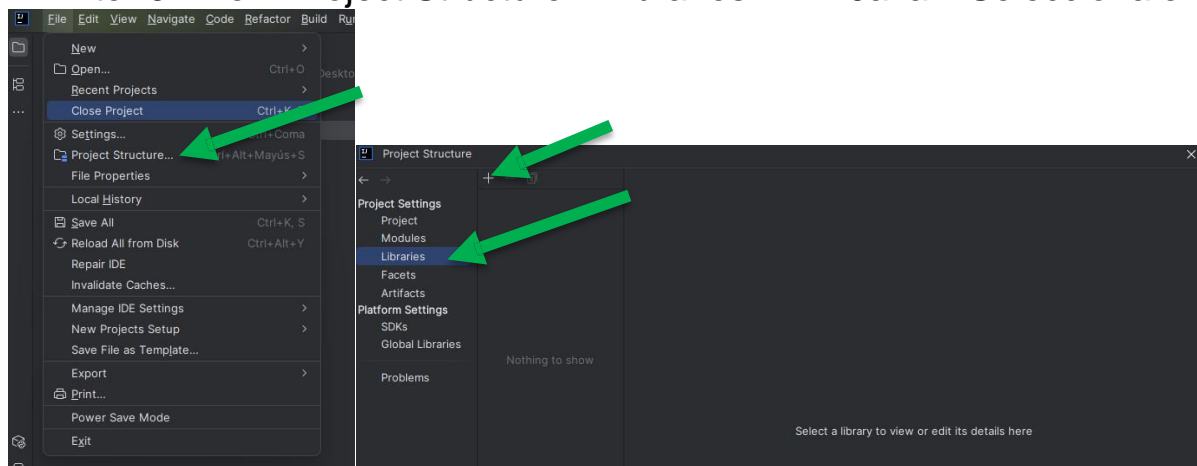 File Edit View Navigate Code Refactor Build
New
Open... Ctrl+O
Recent Projects
Close Project
Settings...
Project Structure...
File Properties
Local History
Save All Ctrl+K, S
Reload All from Disk Ctrl+Alt+Y
Repair IDE
Invalidate Caches...
Manage IDE Settings
New Projects Setup
Save File as Template...
Export
Print...
Power Save Mode
Exit
Project Structure
Project Settings
Project
Modules
Libraries
Facets
Artifacts
Platform Settings
SDKs
Global Libraries
Problems
Nothing to show
Select a library to view or edit its details here